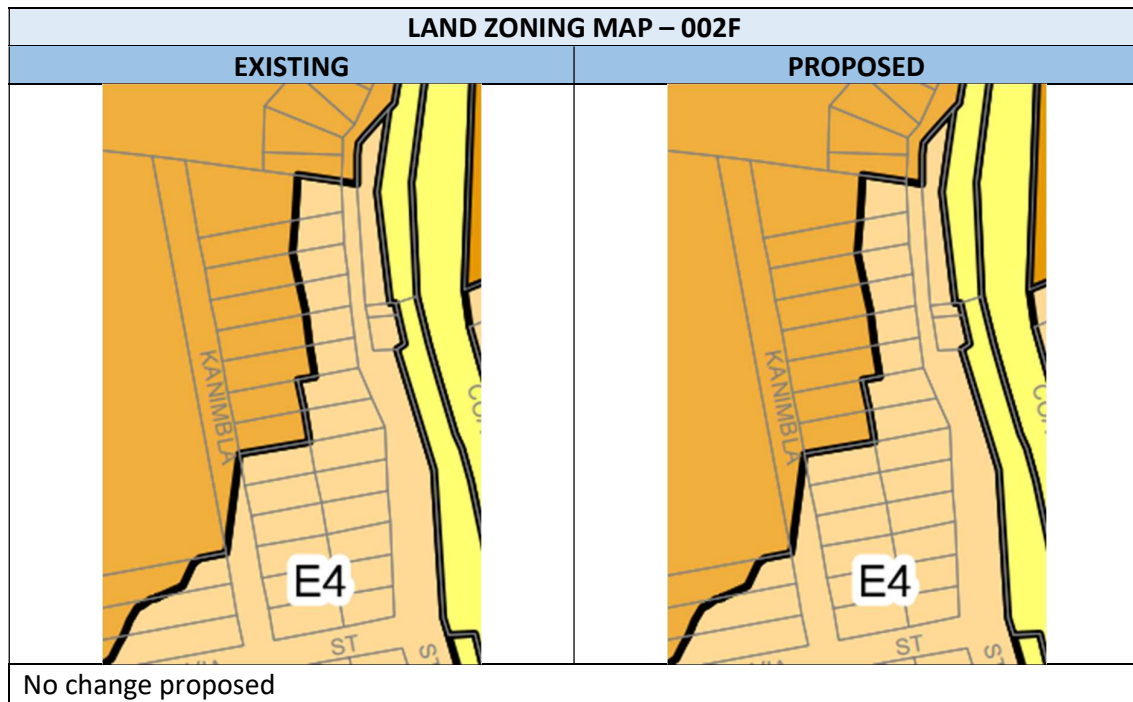 LAND ZONING MAP – 002F
EXISTING
PROPOSED
KANIMBLA
E4
ST
KANIMBLA
E4
ST
No change proposed